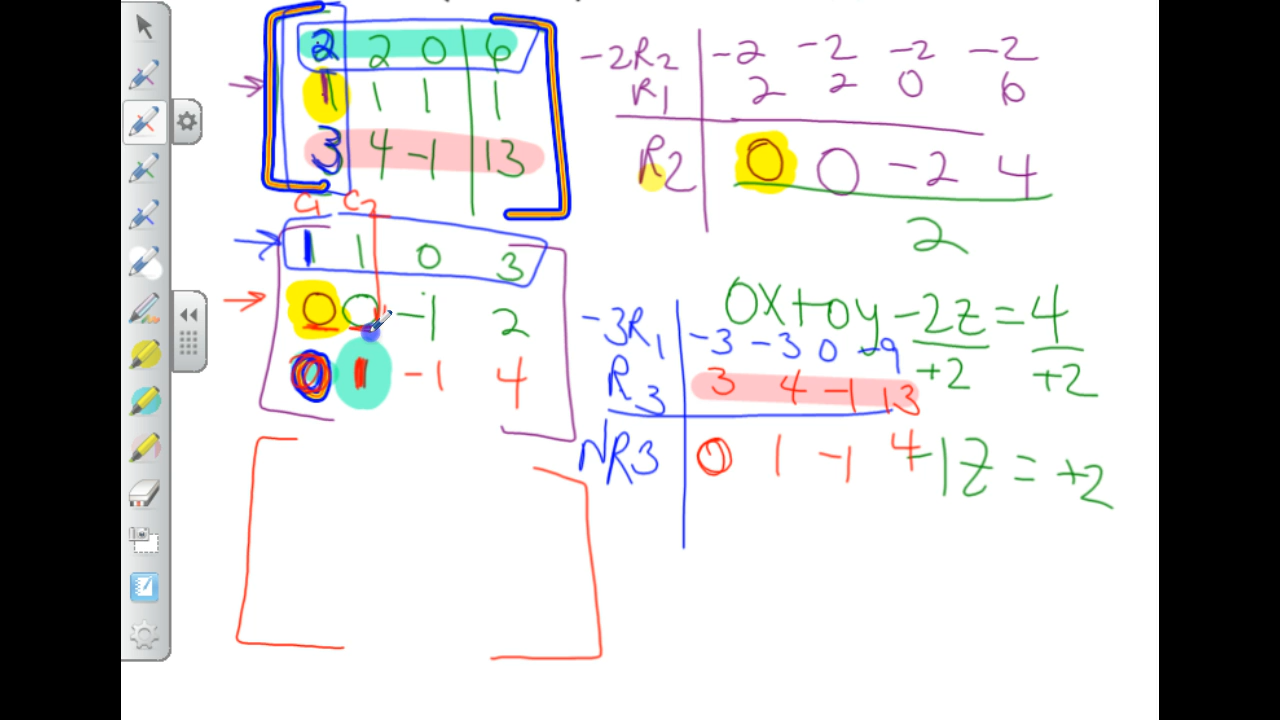 2 2 0 6
1 1 1 1
3 4 -1 13
-2R2 -2 -2 -2 -2
R1 2 2 0 6
R2 0 0 -2 4
2
C1 C2
1 1 0 3
0 0 -1 2
0 1 -1 4
0x+0y-2z=4
+2 +2
-3R1 -3 -3 0 -9
R3 3 4 -1 13
NR3 0 1 -1 4
-1z = +2